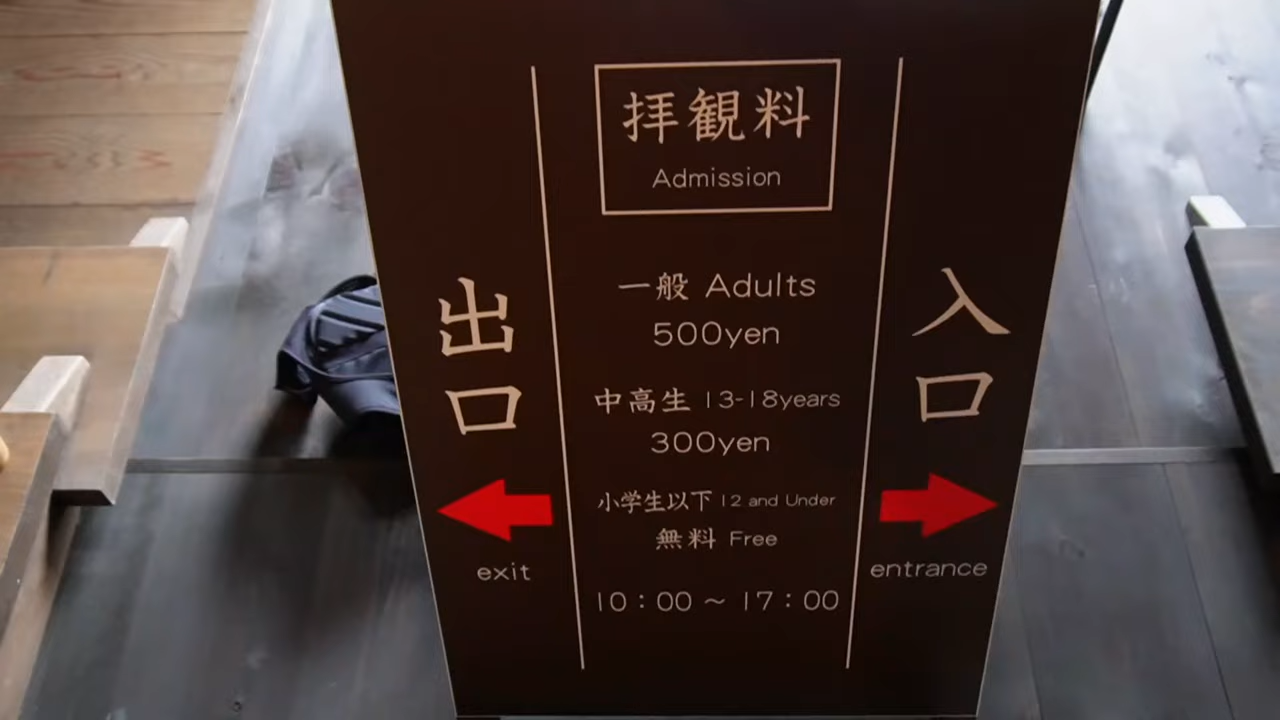 拝観料
Admission
一般 Adults
500yen
中高生 13-18years
300yen
小学生以下 12 and Under
無料 Free
10：00 ～ 17：00
出口
exit
入口
entrance